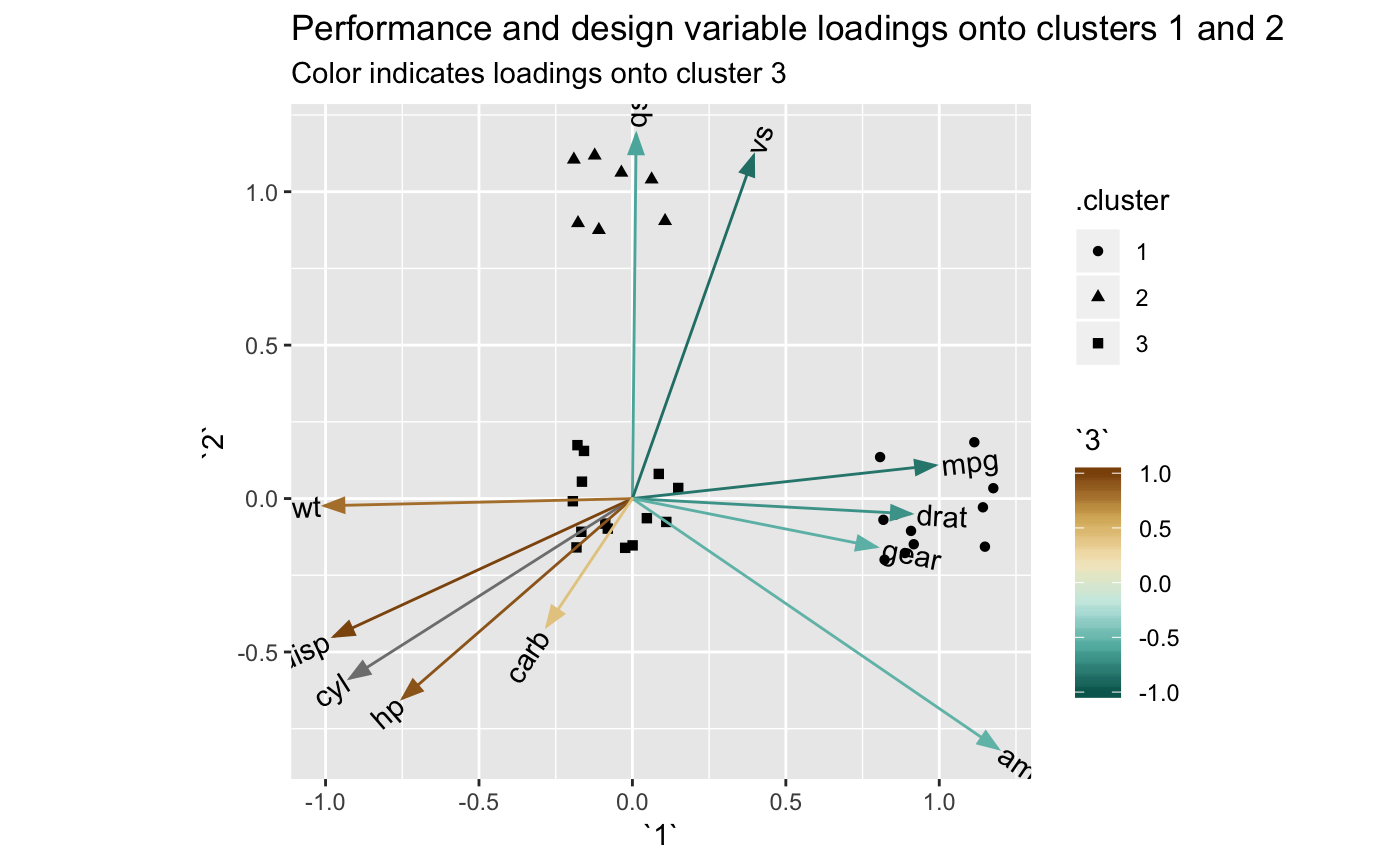 Performance and design variable loadings onto clusters 1 and 2
Color indicates loadings onto cluster 3
vs
mpg
drat
gear
am
wt
cyl
hp
carb
1.0
0.5
0.0
-0.5
-1.0
-0.5
0.0
0.5
1.0
`1`
`2`
.cluster
1
2
3
`3`
1.0
0.5
0.0
-0.5
-1.0